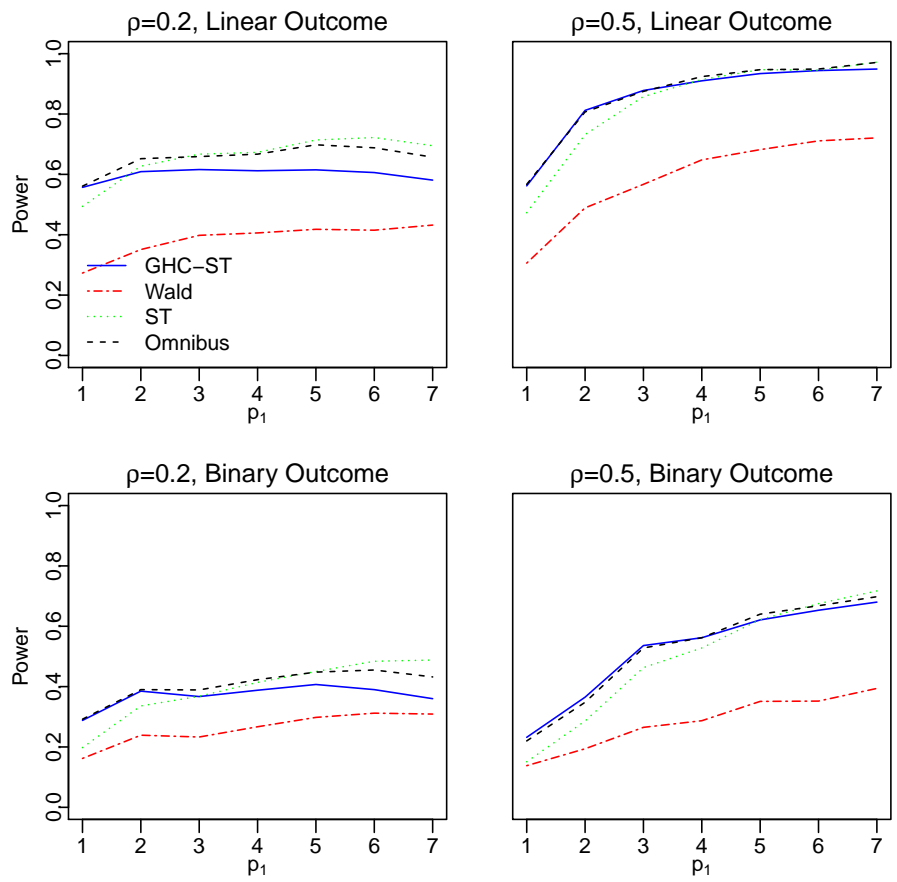 ρ=0.2, Linear Outcome
Power
0.0 0.2 0.4 0.6 0.8 1.0
GHC−ST
Wald
ST
Omnibus
1 2 3 4 5 6 7
p₁
ρ=0.5, Linear Outcome
1 2 3 4 5 6 7
p₁
ρ=0.2, Binary Outcome
Power
0.0 0.2 0.4 0.6 0.8 1.0
1 2 3 4 5 6 7
p₁
ρ=0.5, Binary Outcome
1 2 3 4 5 6 7
p₁